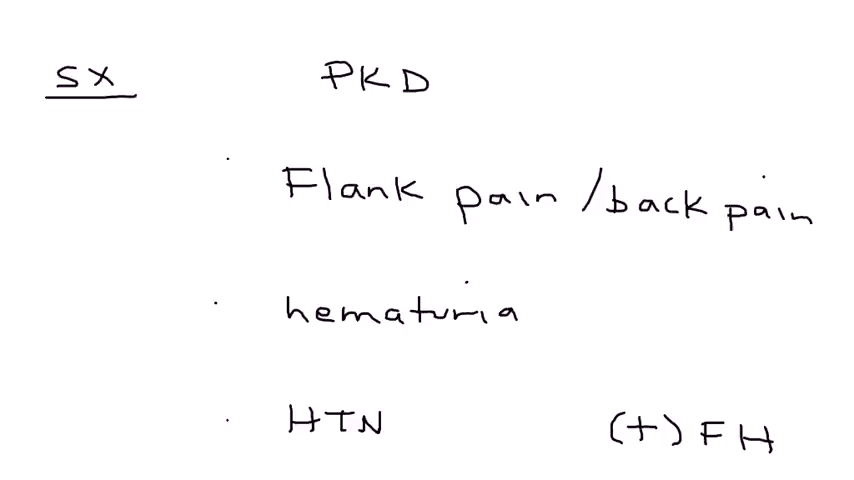 SX PKD
Flank pain / back pain
hematuria
HTN (+) FH